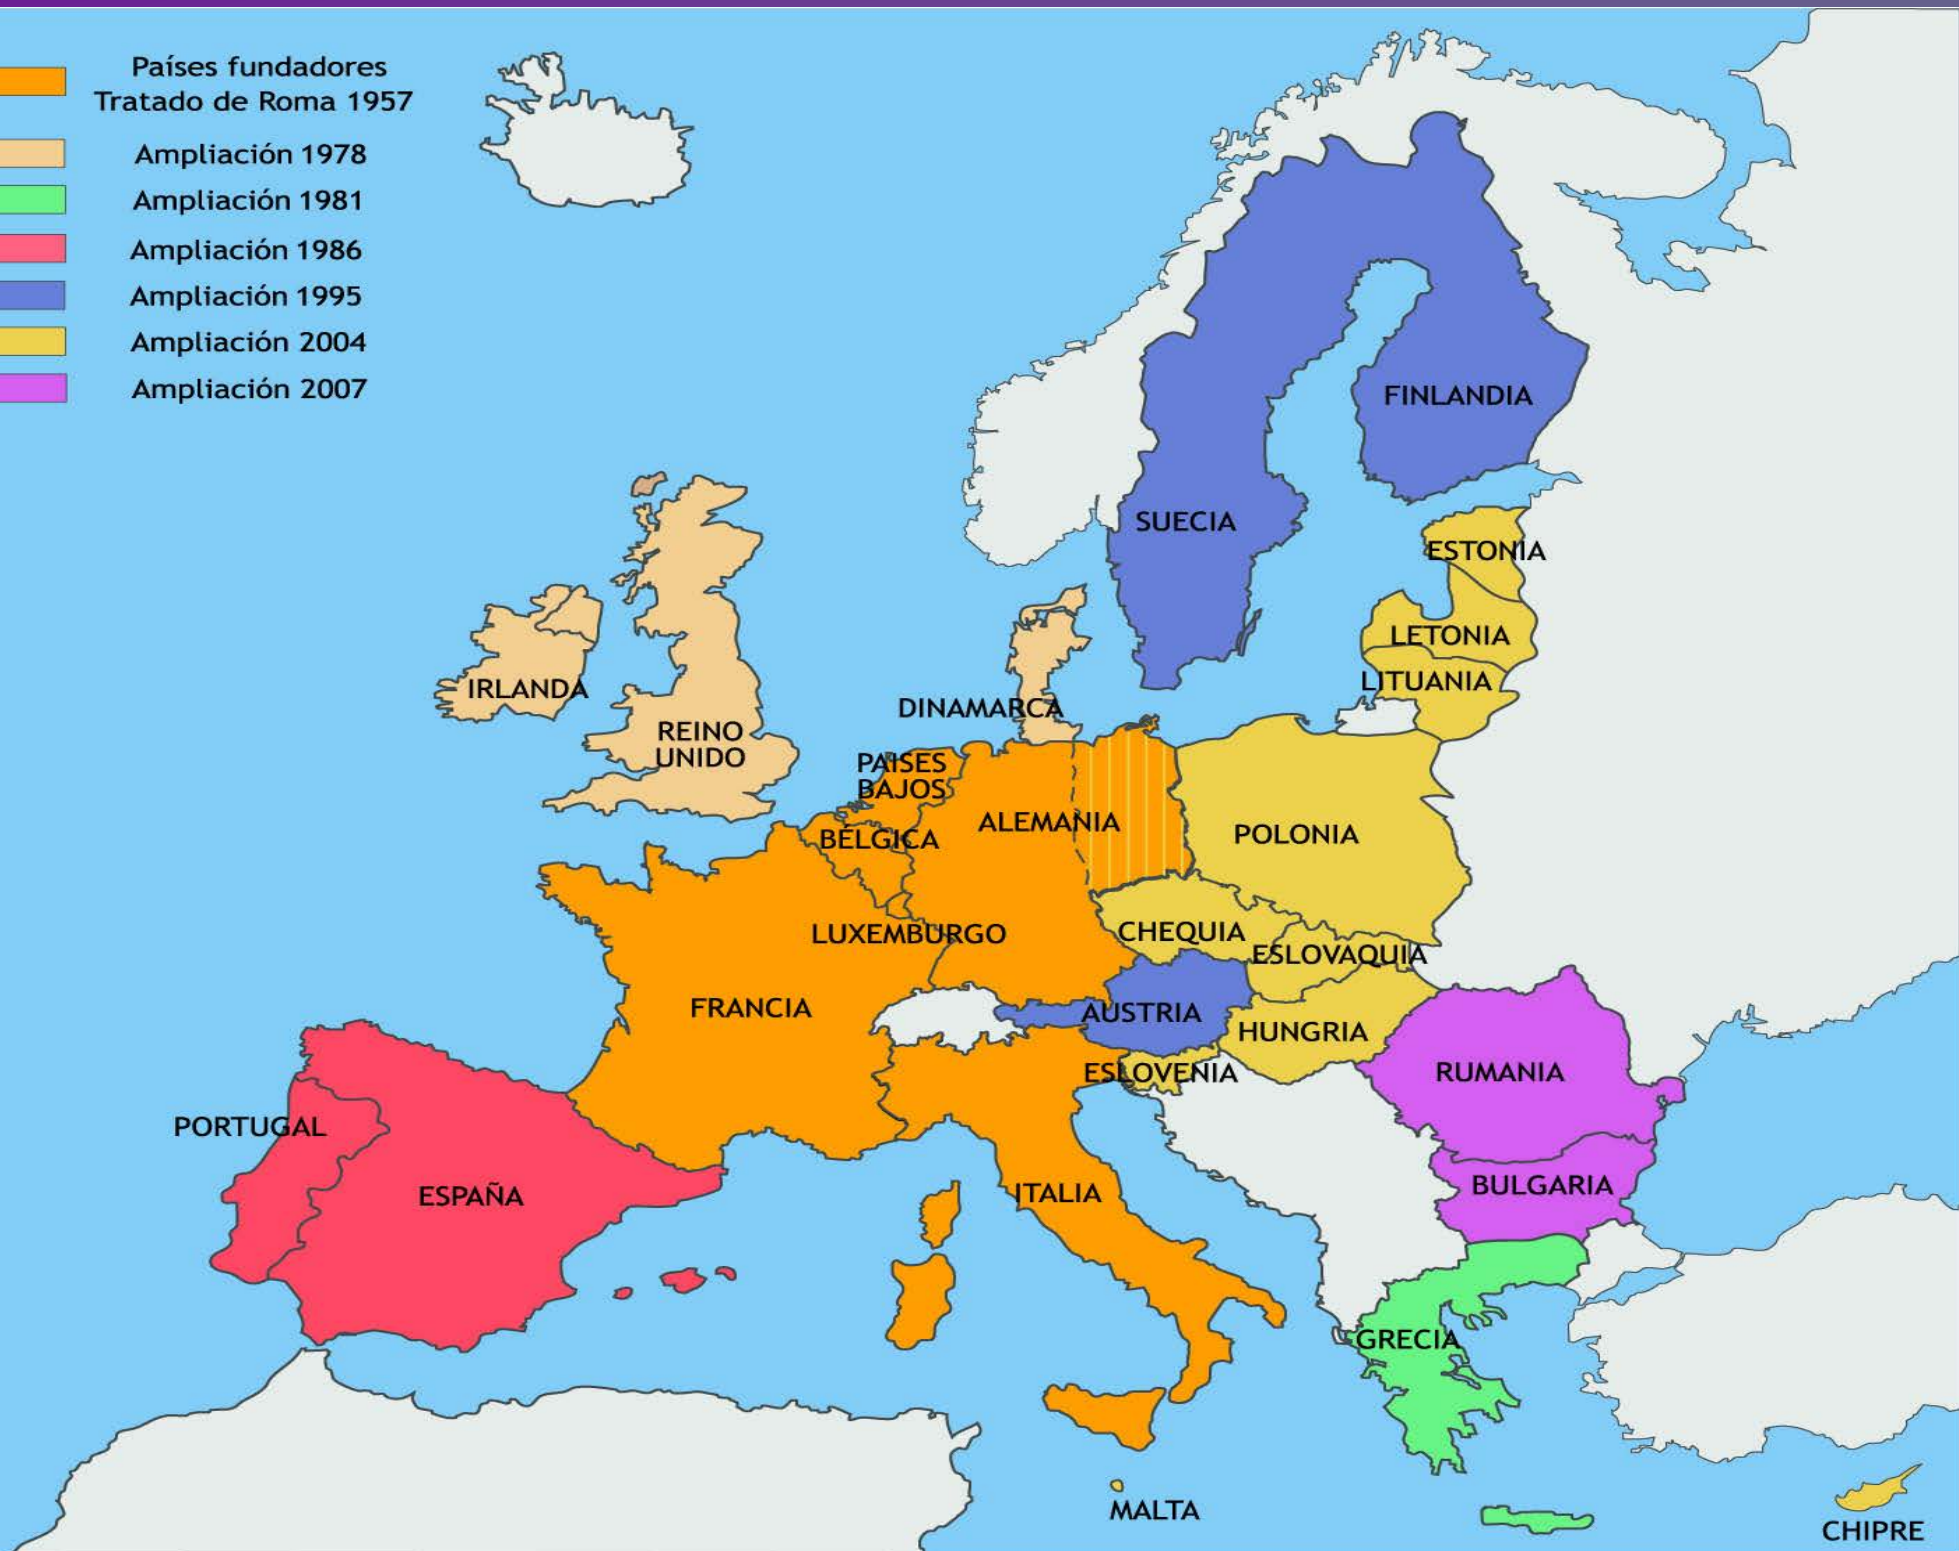 Países fundadores
Tratado de Roma 1957
Ampliación 1978
Ampliación 1981
Ampliación 1986
Ampliación 1995
Ampliación 2004
Ampliación 2007
FINLANDIA
SUECIA
ESTONIA
LETONIA
LITUANIA
IRLANDA
REINO
UNIDO
DINAMARCA
PAISES
BAJOS
BÉLGICA
ALEMANIA
POLONIA
LUXEMBURGO
CHEQUIA
ESLOVAQUIA
FRANCIA
AUSTRIA
HUNGRIA
ESLOVENIA
RUMANIA
PORTUGAL
ESPAÑA
ITALIA
BULGARIA
GRECIA
MALTA
CHIPRE